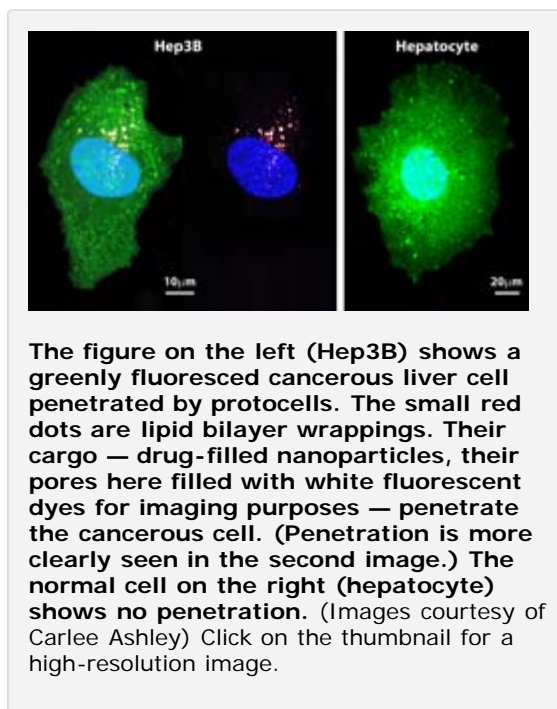 Hep3B
Hepatocyte
10μm
20μm
The figure on the left (Hep3B) shows a
greenly fluoresced cancerous liver cell
penetrated by protocells. The small red
dots are lipid bilayer wrappings. Their
cargo — drug-filled nanoparticles, their
pores here filled with white fluorescent
dyes for imaging purposes — penetrate
the cancerous cell. (Penetration is more
clearly seen in the second image.) The
normal cell on the right (hepatocyte)
shows no penetration. (Images courtesy of
Carlee Ashley) Click on the thumbnail for a
high-resolution image.